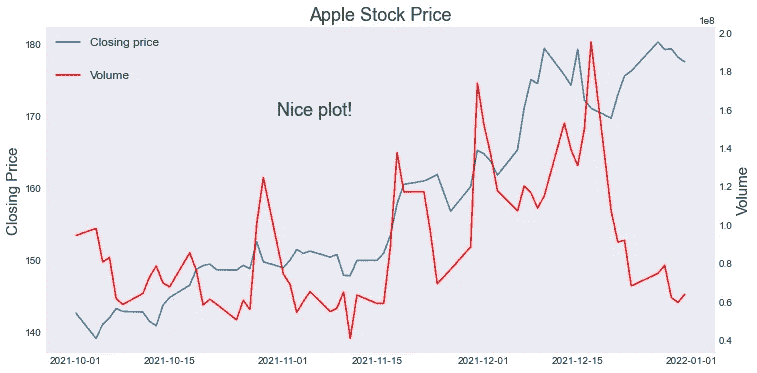 Apple Stock Price
1e8
Closing price
Volume
Nice plot!
Closing Price
180
170
160
150
140
2.0
1.8
1.6
1.4
1.2
1.0
0.8
0.6
0.4
Volume
2021-10-01 2021-10-15 2021-11-01 2021-11-15 2021-12-01 2021-12-15 2022-01-01